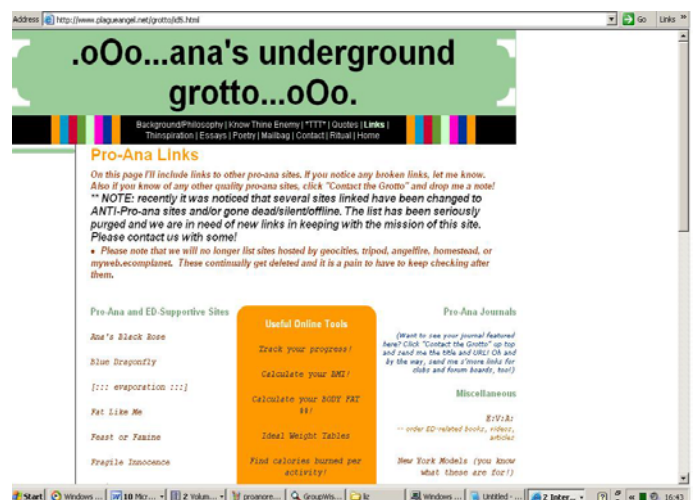 Address http://www.plagueangel.net/grotto/id5.html Go Links »
.oOo...ana's underground
grotto...oOo.
Background/Philosophy | Know Thine Enemy | *TTT* | Quotes | Links |
Thinspiration | Essays | Poetry | Mailbag | Contact | Ritual | Home
Pro-Ana Links
On this page I'll include links to other pro-ana sites. If you notice any
broken links, let me know.
Also if you know of any other quality pro-ana sites, click "Contact the Grotto" and drop me a note!
** NOTE: recently it was noticed that several sites linked
have been changed to
ANTI-Pro-ana sites and/or gone dead/silent/offline. The
list has been seriously
purged and we are in need of
new links in keeping with the mission of this site.
Please contact us with some!
• Please note that we will no longer list sites hosted by geocities, tripod, angelfire, homestead, or
myweb.ecomplanet. These continually get deleted and it is a pain to have to keep checking after
them.
Pro-Ana and ED-Supportive Sites
Ana's Black Rose
Blue Dragonfly
[::: evaporation :::]
Fat Like Me
Feast or Famine
Fragile Innocence
Useful Online Tools
Track your progress!
Calculate your BMI!
Calculate your BODY FAT
%%!
Ideal Weight Tables
Find calories burned per
activity!
Pro-Ana Journals
(Want to see your journal featured
here? Click "Contact the Grotto" up top
and send me the title and URL! Oh and
by the way, send me s'more links for
clubs and forum boards, too!)
Miscellaneous
E:V:A:
-- order ED-related books, videos,
articles
New York Models (you know
what these are for!)
Start Windows ... 10 Micr... 2 Volum... proanore... GroupWis... liz Windows ... Untitled - ... 2 Inter...